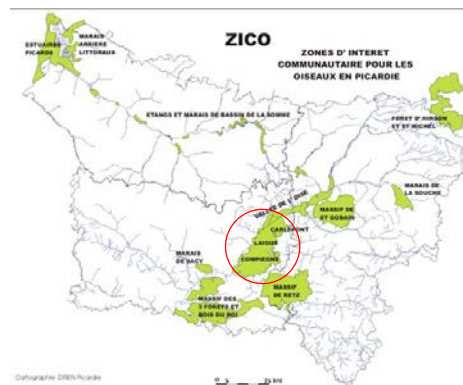 ZICO
ZONES D' INTERET
COMMUNAUTAIRE POUR LES
OISEAUX EN PICARDIE
MARAIS
ARRIERE
LITTORAUX
ESTUAIRES
PICARDS
ETANGS ET MARAIS DE BASSIN DE LA SOMME
FORET D'HIRSON
ET ST MICHEL
MARAIS DE
LA SOUCHE
VALLEE DE L'OISE
MASSIF DE
ST GOBAIN
CARLEPONT
LAIGUE
COMPIEGNE
MARAIS
DE SACY
MASSIF
DE RETZ
MASSIF DES
3 FORETS ET
BOIS DU ROI
Cartographie DIREN Picardie